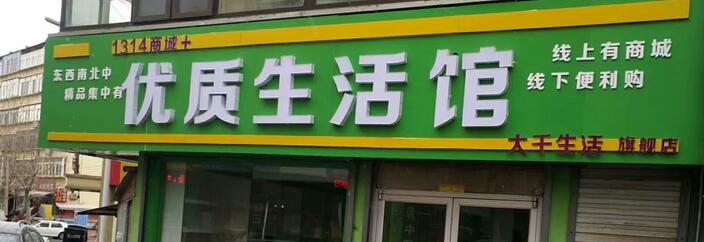 1314商城+
东西南北中
精品集中有
优质生活馆
线上有商城
线下便利购
大千生活 旗舰店